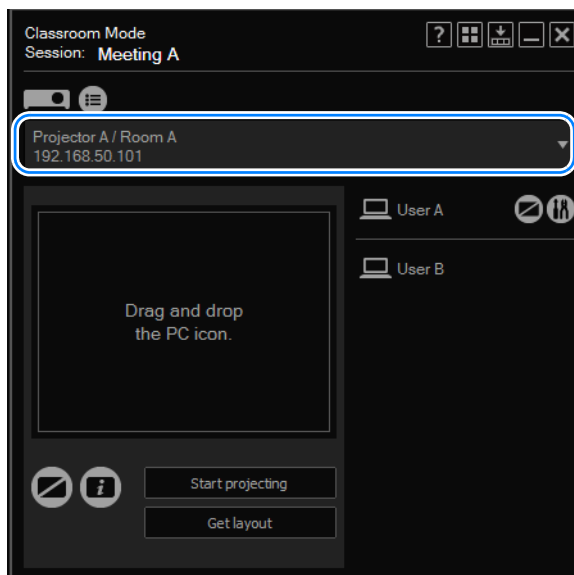 Classroom Mode
Session: Meeting A
?
Projector A / Room A
192.168.50.101
User A
User B
Drag and drop
the PC icon.
i
Start projecting
Get layout